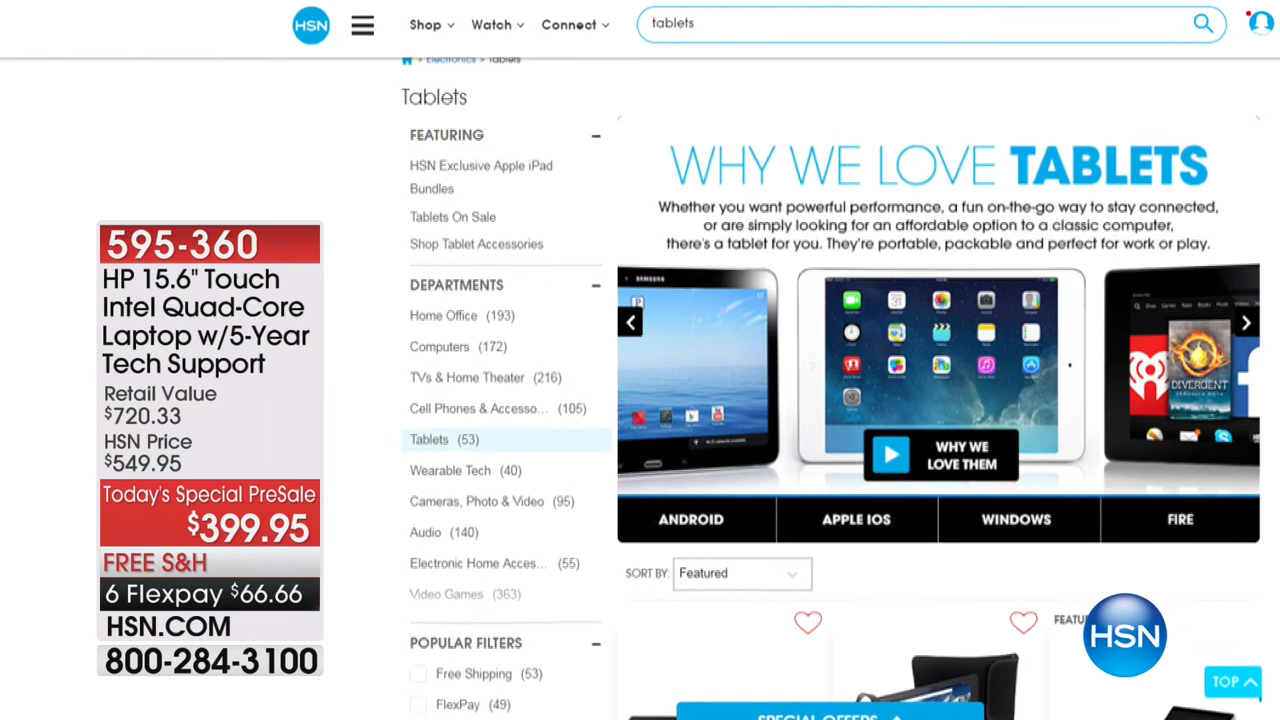 HSN
Shop
Watch
Connect
tablets
> Electronics > Tablets
Tablets
FEATURING
HSN Exclusive Apple iPad
Bundles
Tablets On Sale
Shop Tablet Accessories
DEPARTMENTS
Home Office (193)
Computers (172)
TVs & Home Theater (216)
Cell Phones & Accesso... (105)
Tablets (53)
Wearable Tech (40)
Cameras, Photo & Video (95)
Audio (140)
Electronic Home Acces... (55)
Video Games (363)
POPULAR FILTERS
Free Shipping (53)
FlexPay (49)
WHY WE LOVE TABLETS
Whether you want powerful performance, a fun on-the-go way to stay connected,
or are simply looking for an affordable option to a classic computer,
there's a tablet for you. They're portable, packable and perfect for work or play.
SAMSUNG
DIVERGENT
WHY WE
LOVE THEM
ANDROID
APPLE IOS
WINDOWS
FIRE
SORT BY:
Featured
HSN
TOP
SPECIAL OFFERS
595-360
HP 15.6" Touch
Intel Quad-Core
Laptop w/5-Year
Tech Support
Retail Value
$720.33
HSN Price
$549.95
Today's Special PreSale
$399.95
FREE S&H
6 Flexpay $66.66
HSN.COM
800-284-3100